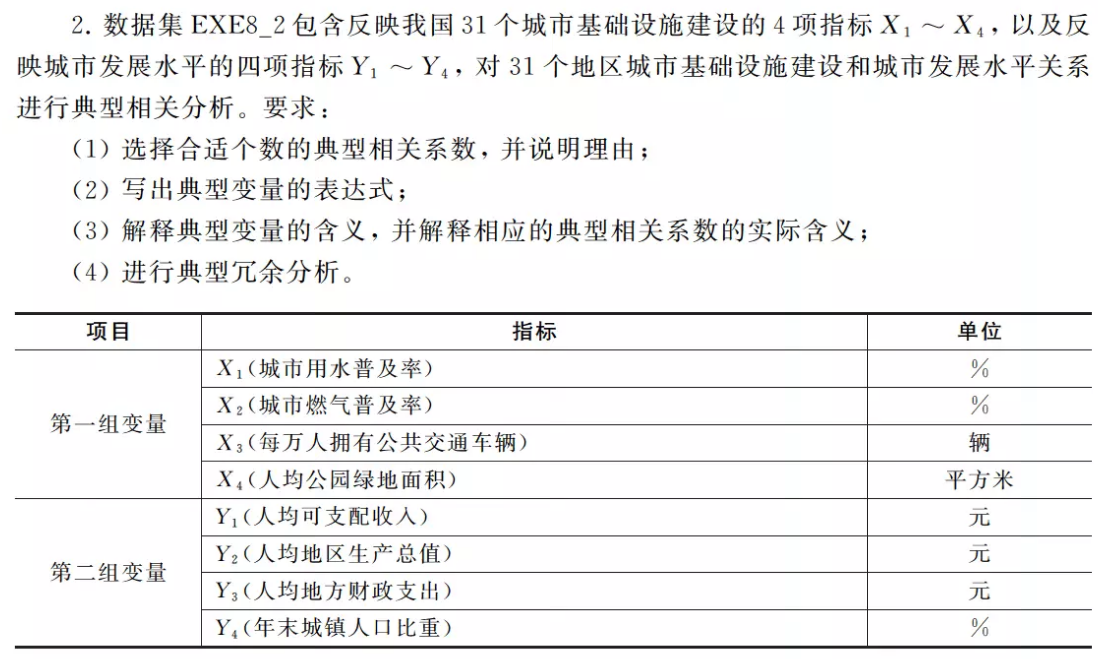 2. 数据集 EXE8_2 包含反映我国 31 个城市基础设施建设的 4 项指标 X₁ ～ X₄，以及反
映城市发展水平的四项指标 Y₁ ～ Y₄，对 31 个地区城市基础设施建设和城市发展水平关系
进行典型相关分析。要求：
（1）选择合适个数的典型相关系数，并说明理由；
（2）写出典型变量的表达式；
（3）解释典型变量的含义，并解释相应的典型相关系数的实际含义；
（4）进行典型冗余分析。
项目 指标 单位
第一组变量
X₁(城市用水普及率) %
X₂(城市燃气普及率) %
X₃(每万人拥有公共交通车辆) 辆
X₄(人均公园绿地面积) 平方米
第二组变量
Y₁(人均可支配收入) 元
Y₂(人均地区生产总值) 元
Y₃(人均地方财政支出) 元
Y₄(年末城镇人口比重) %